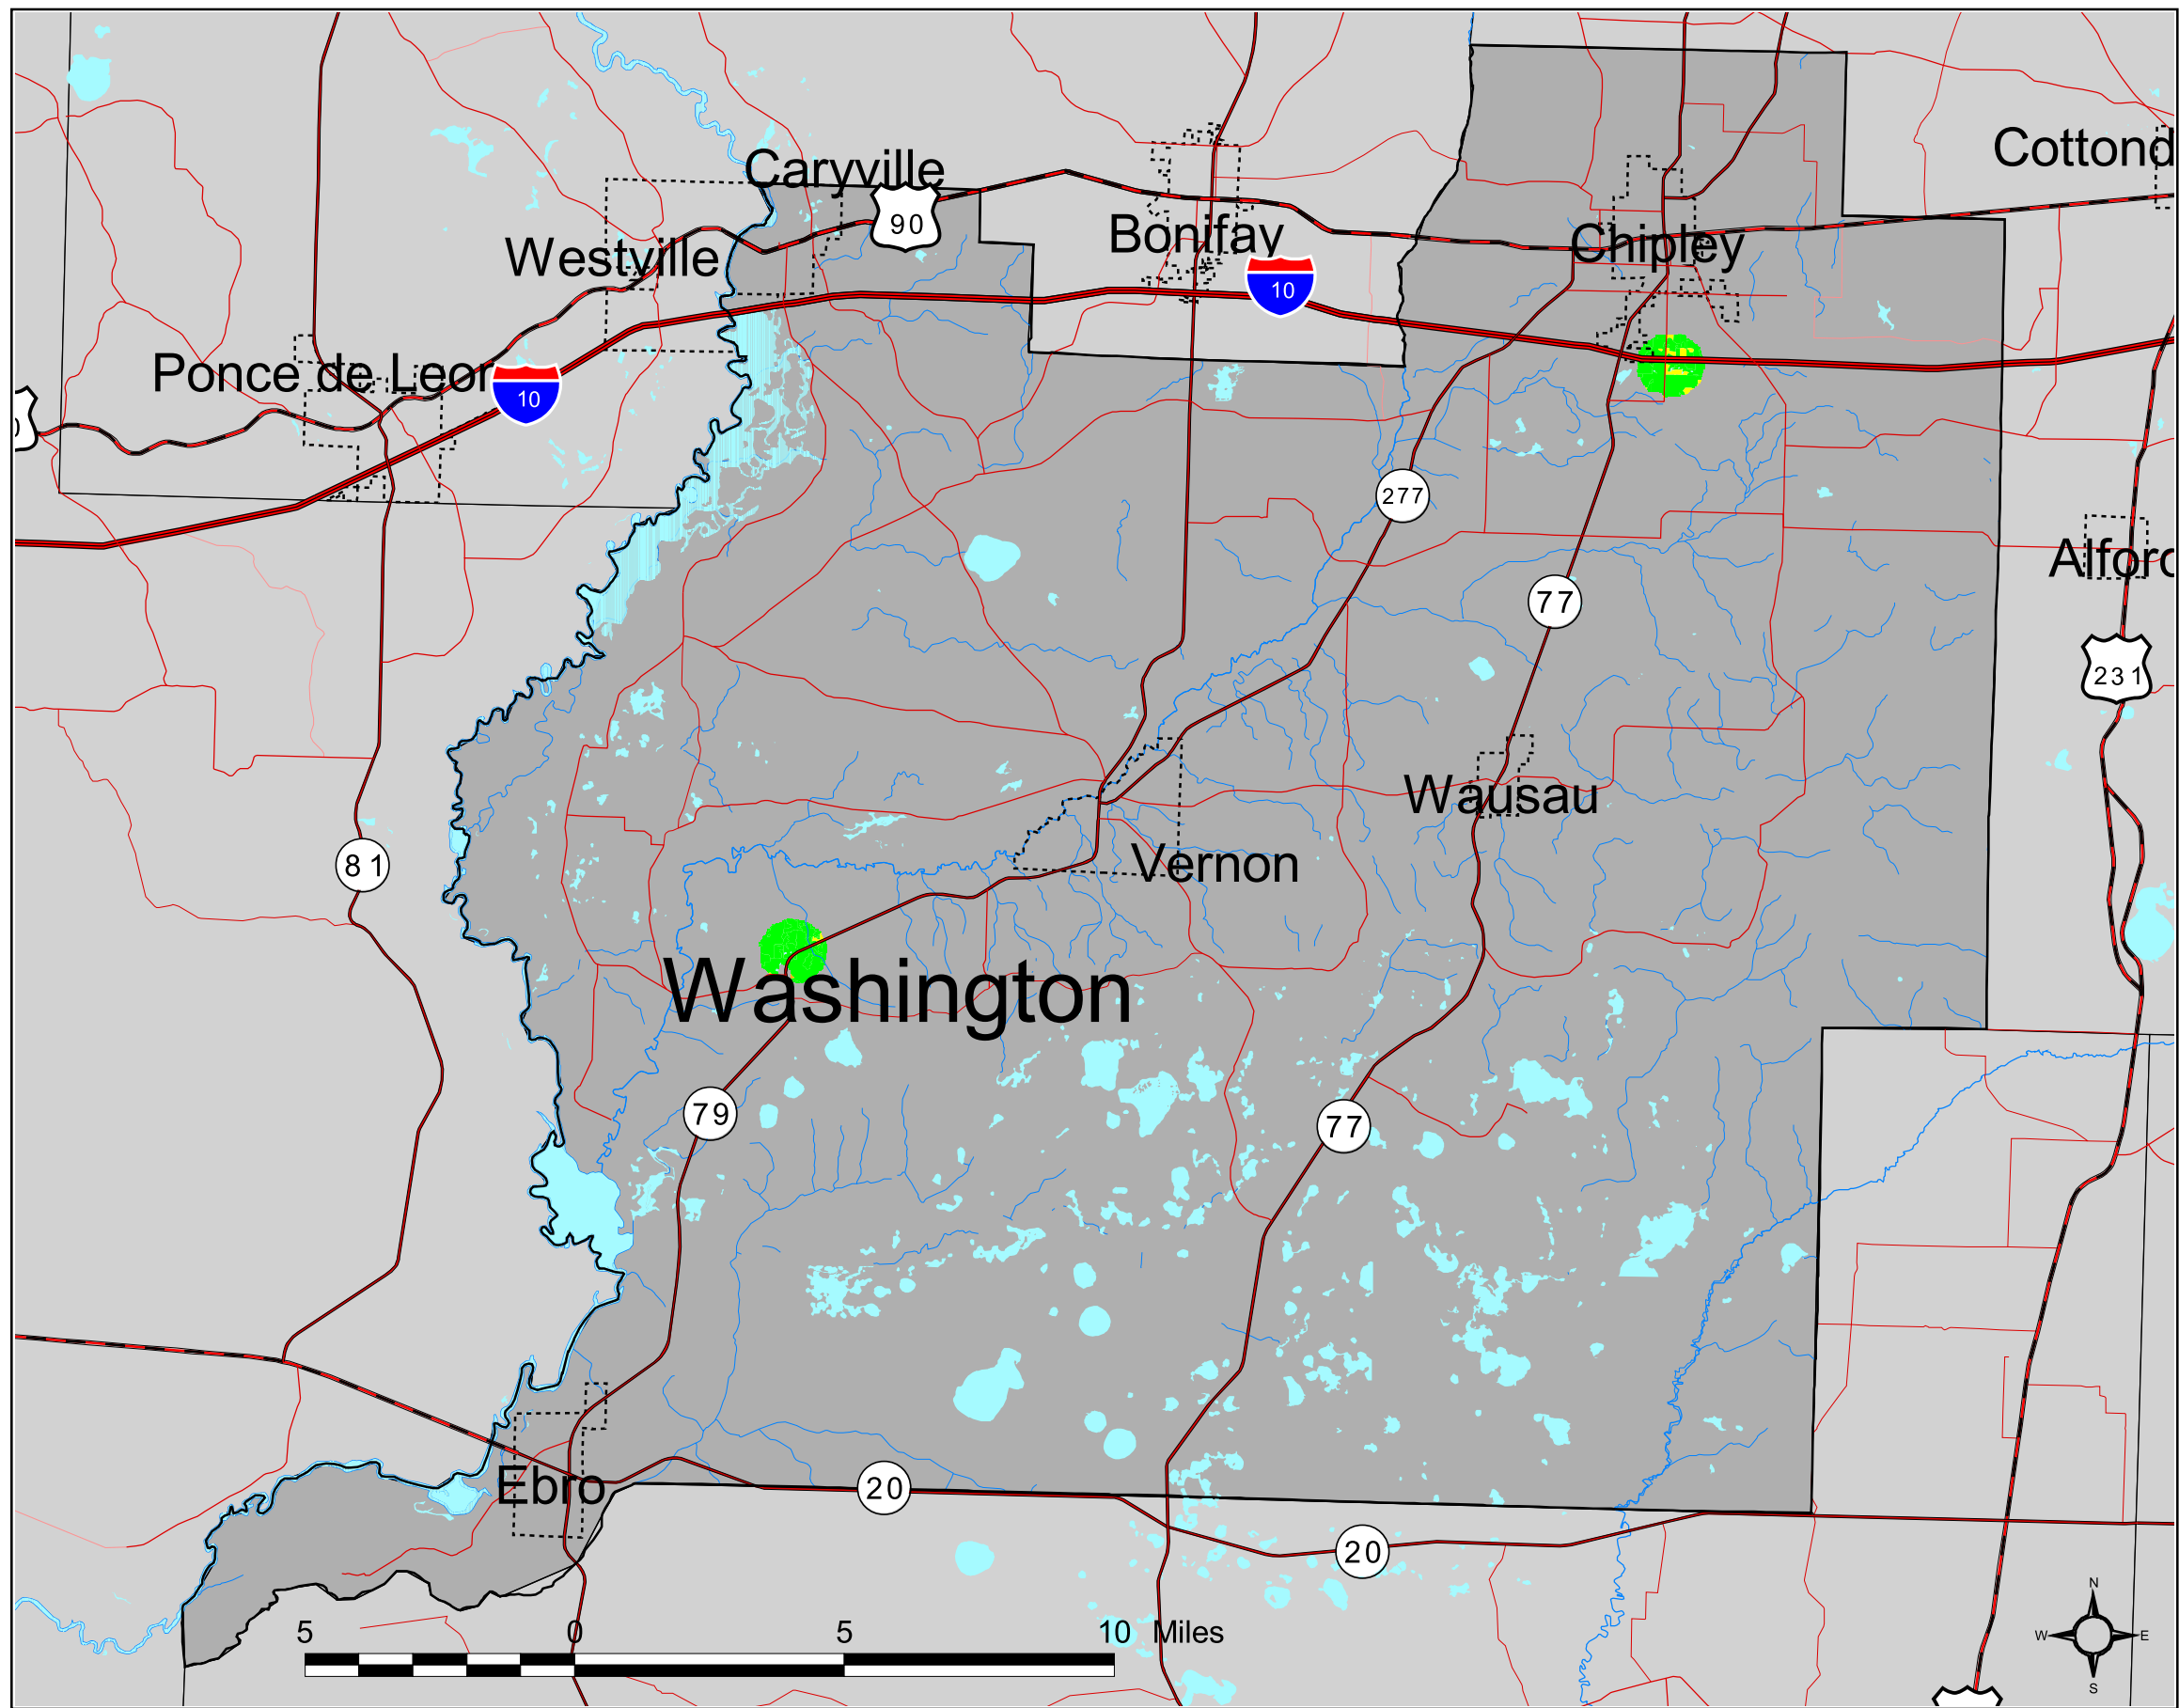 Cottond
Caryville
90
Bonifay
Chipley
Westville
10
Ponce de Leon
10
277
Alford
77
231
Wausau
81
Vernon
Washington
79
77
Ebro
20
20
N
W E
S
5 0 5 10 Miles